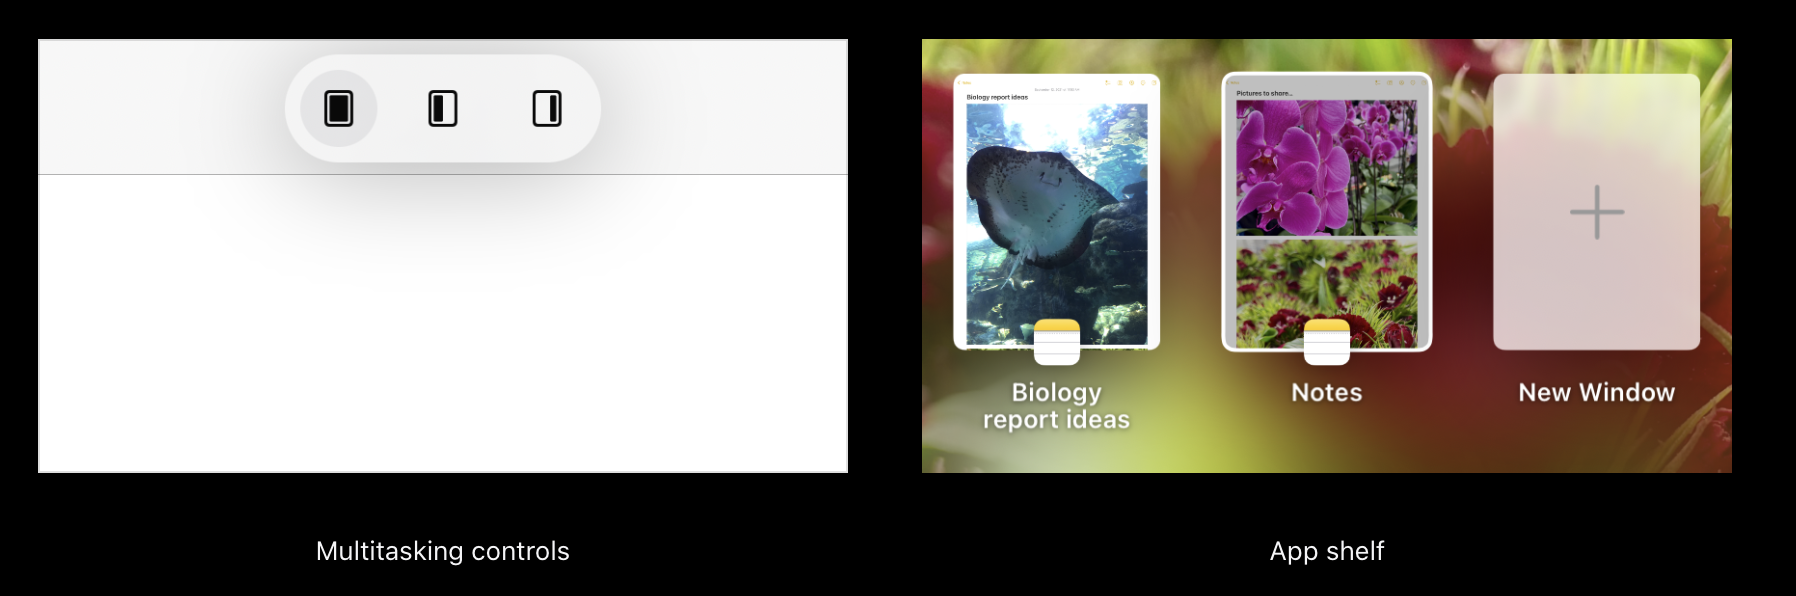 Biology report ideas
Pictures to share...
Biology
report ideas
Notes
New Window
Multitasking controls
App shelf